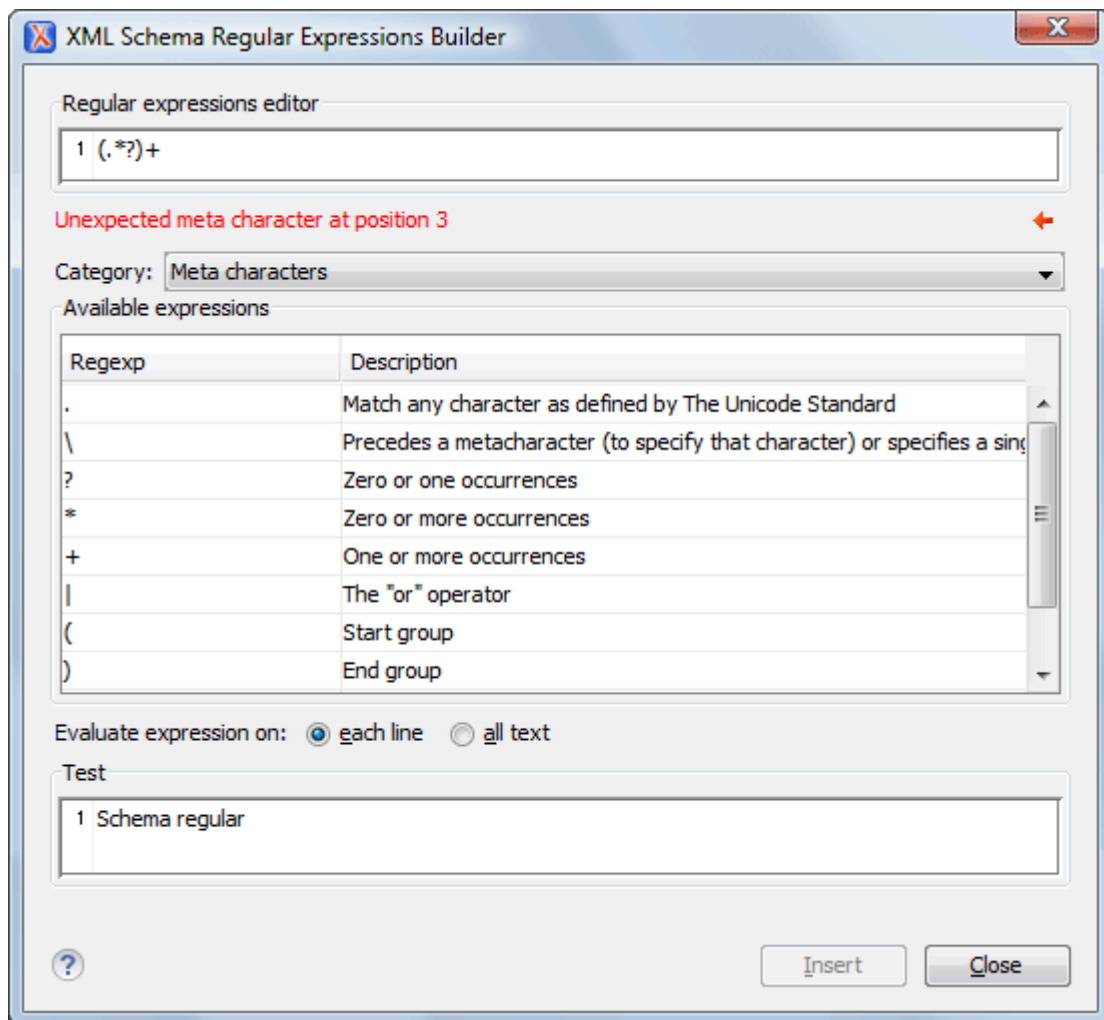 XML Schema Regular Expressions Builder
Regular expressions editor
1 (.*?)+
Unexpected meta character at position 3
Category: Meta characters
Available expressions
Regexp Description
. Match any character as defined by The Unicode Standard
\ Precedes a metacharacter (to specify that character) or specifies a sing
? Zero or one occurrences
* Zero or more occurrences
+ One or more occurrences
| The "or" operator
( Start group
) End group
Evaluate expression on: each line all text
Test
1 Schema regular
? Insert Close